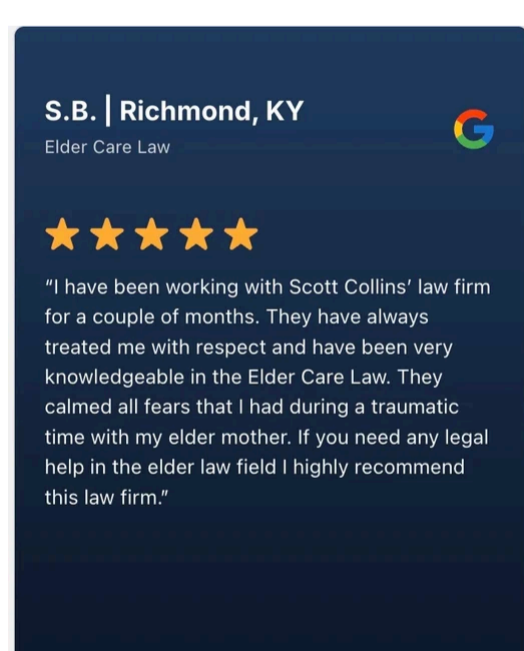 S.B. | Richmond, KY
Elder Care Law
“I have been working with Scott Collins’ law firm
for a couple of months. They have always
treated me with respect and have been very
knowledgeable in the Elder Care Law. They
calmed all fears that I had during a traumatic
time with my elder mother. If you need any legal
help in the elder law field I highly recommend
this law firm.”